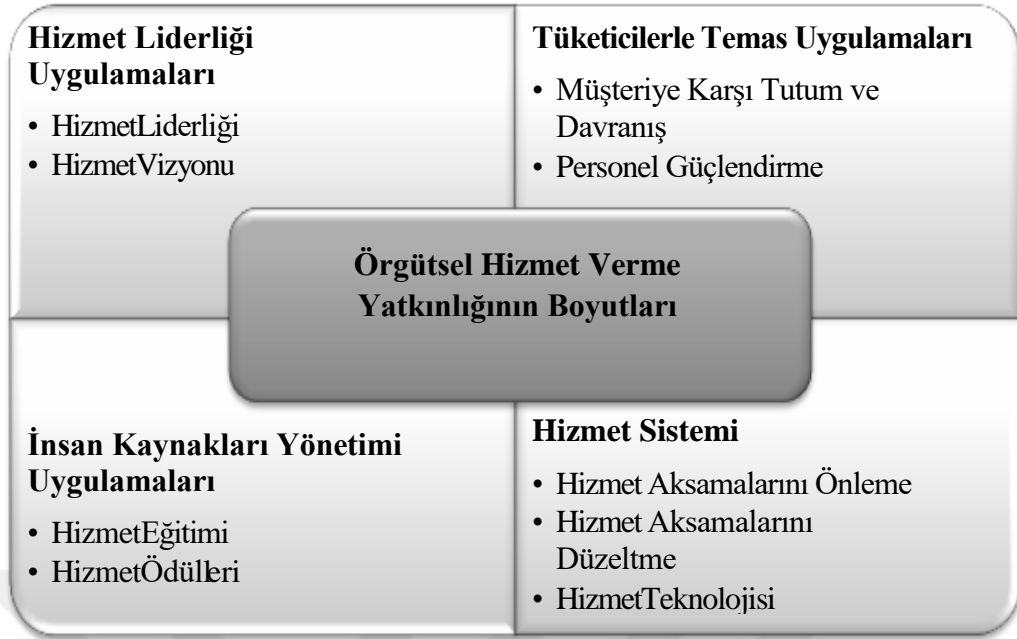 Hizmet Liderliği
Uygulamaları
• HizmetLiderliği
• HizmetVizyonu
Tüketicilerle Temas Uygulamaları
• Müşteriye Karşı Tutum ve
Davranış
• Personel Güçlendirme
Örgütsel Hizmet Verme
Yatkınlığının Boyutları
İnsan Kaynakları Yönetimi
Uygulamaları
• HizmetEğitimi
• HizmetÖdülleri
Hizmet Sistemi
• Hizmet Aksamalarını Önleme
• Hizmet Aksamalarını
Düzeltme
• HizmetTeknolojisi